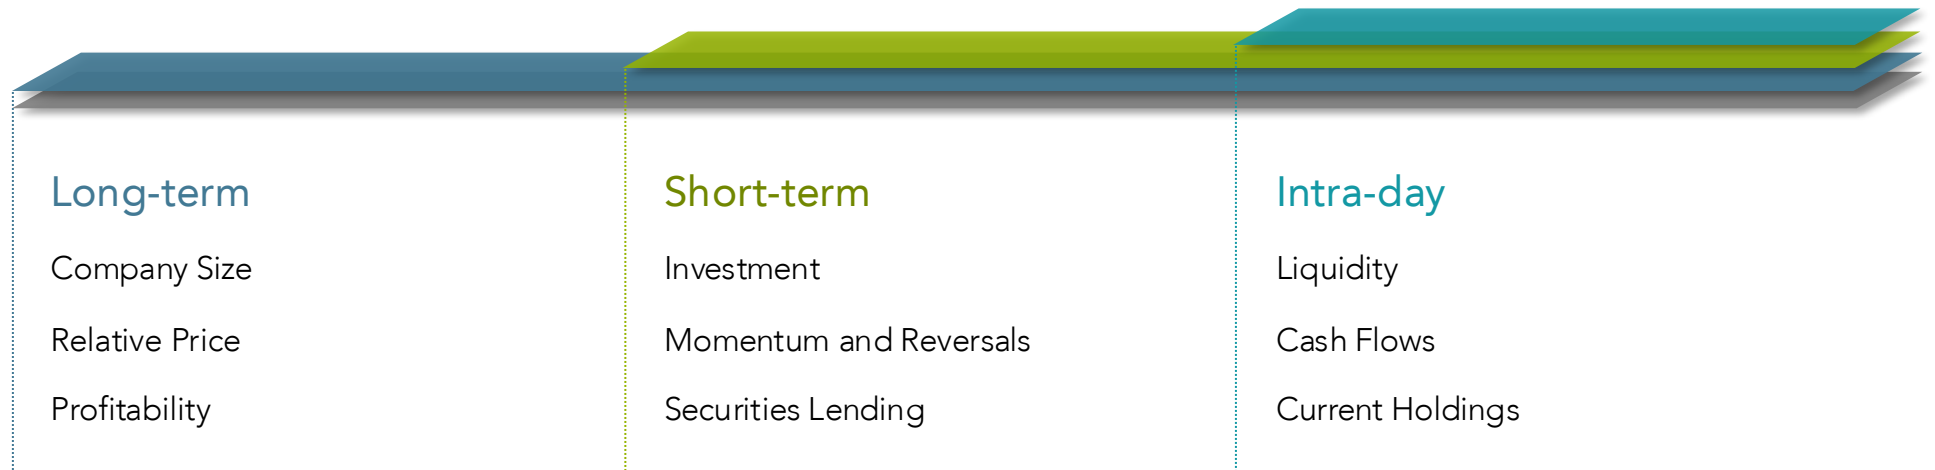 Long-term
Company Size
Relative Price
Profitability
Short-term
Investment
Momentum and Reversals
Securities Lending
Intra-day
Liquidity
Cash Flows
Current Holdings